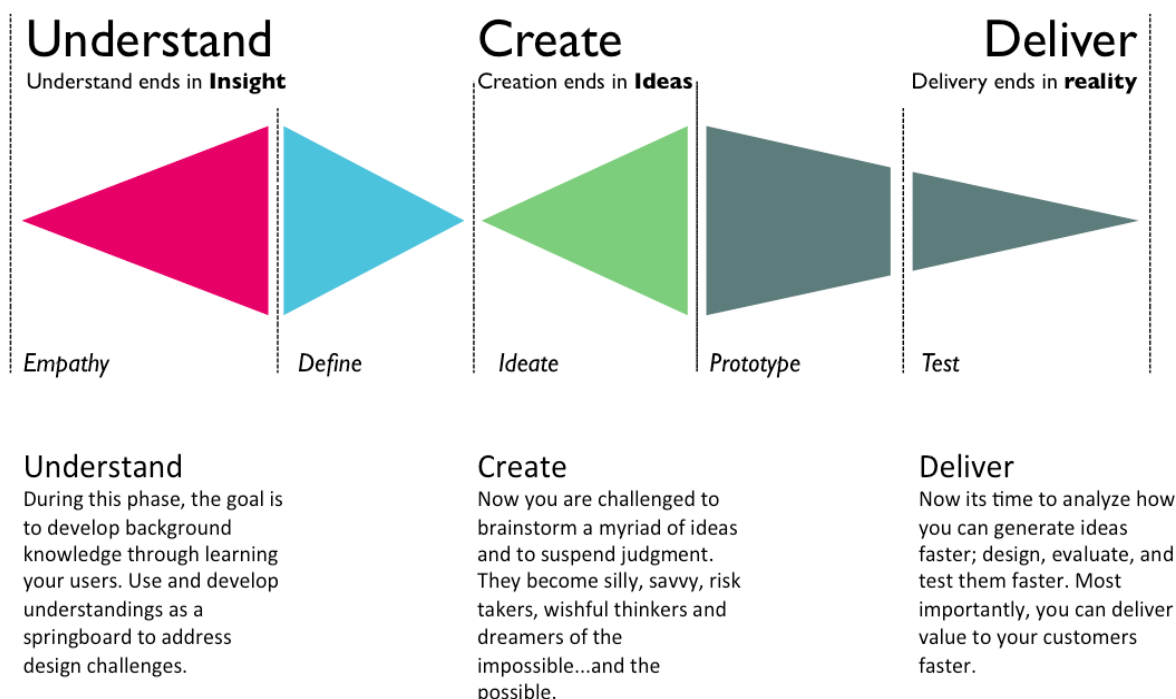 Understand
Understand ends in Insight
Create
Creation ends in Ideas
Deliver
Delivery ends in reality
Empathy
Define
Ideate
Prototype
Test
Understand
During this phase, the goal is
to develop background
knowledge through learning
your users. Use and develop
understandings as a
springboard to address
design challenges.
Create
Now you are challenged to
brainstorm a myriad of ideas
and to suspend judgment.
They become silly, savvy, risk
takers, wishful thinkers and
dreamers of the
impossible...and the
possible.
Deliver
Now its time to analyze how
you can generate ideas
faster; design, evaluate, and
test them faster. Most
importantly, you can deliver
value to your customers
faster.